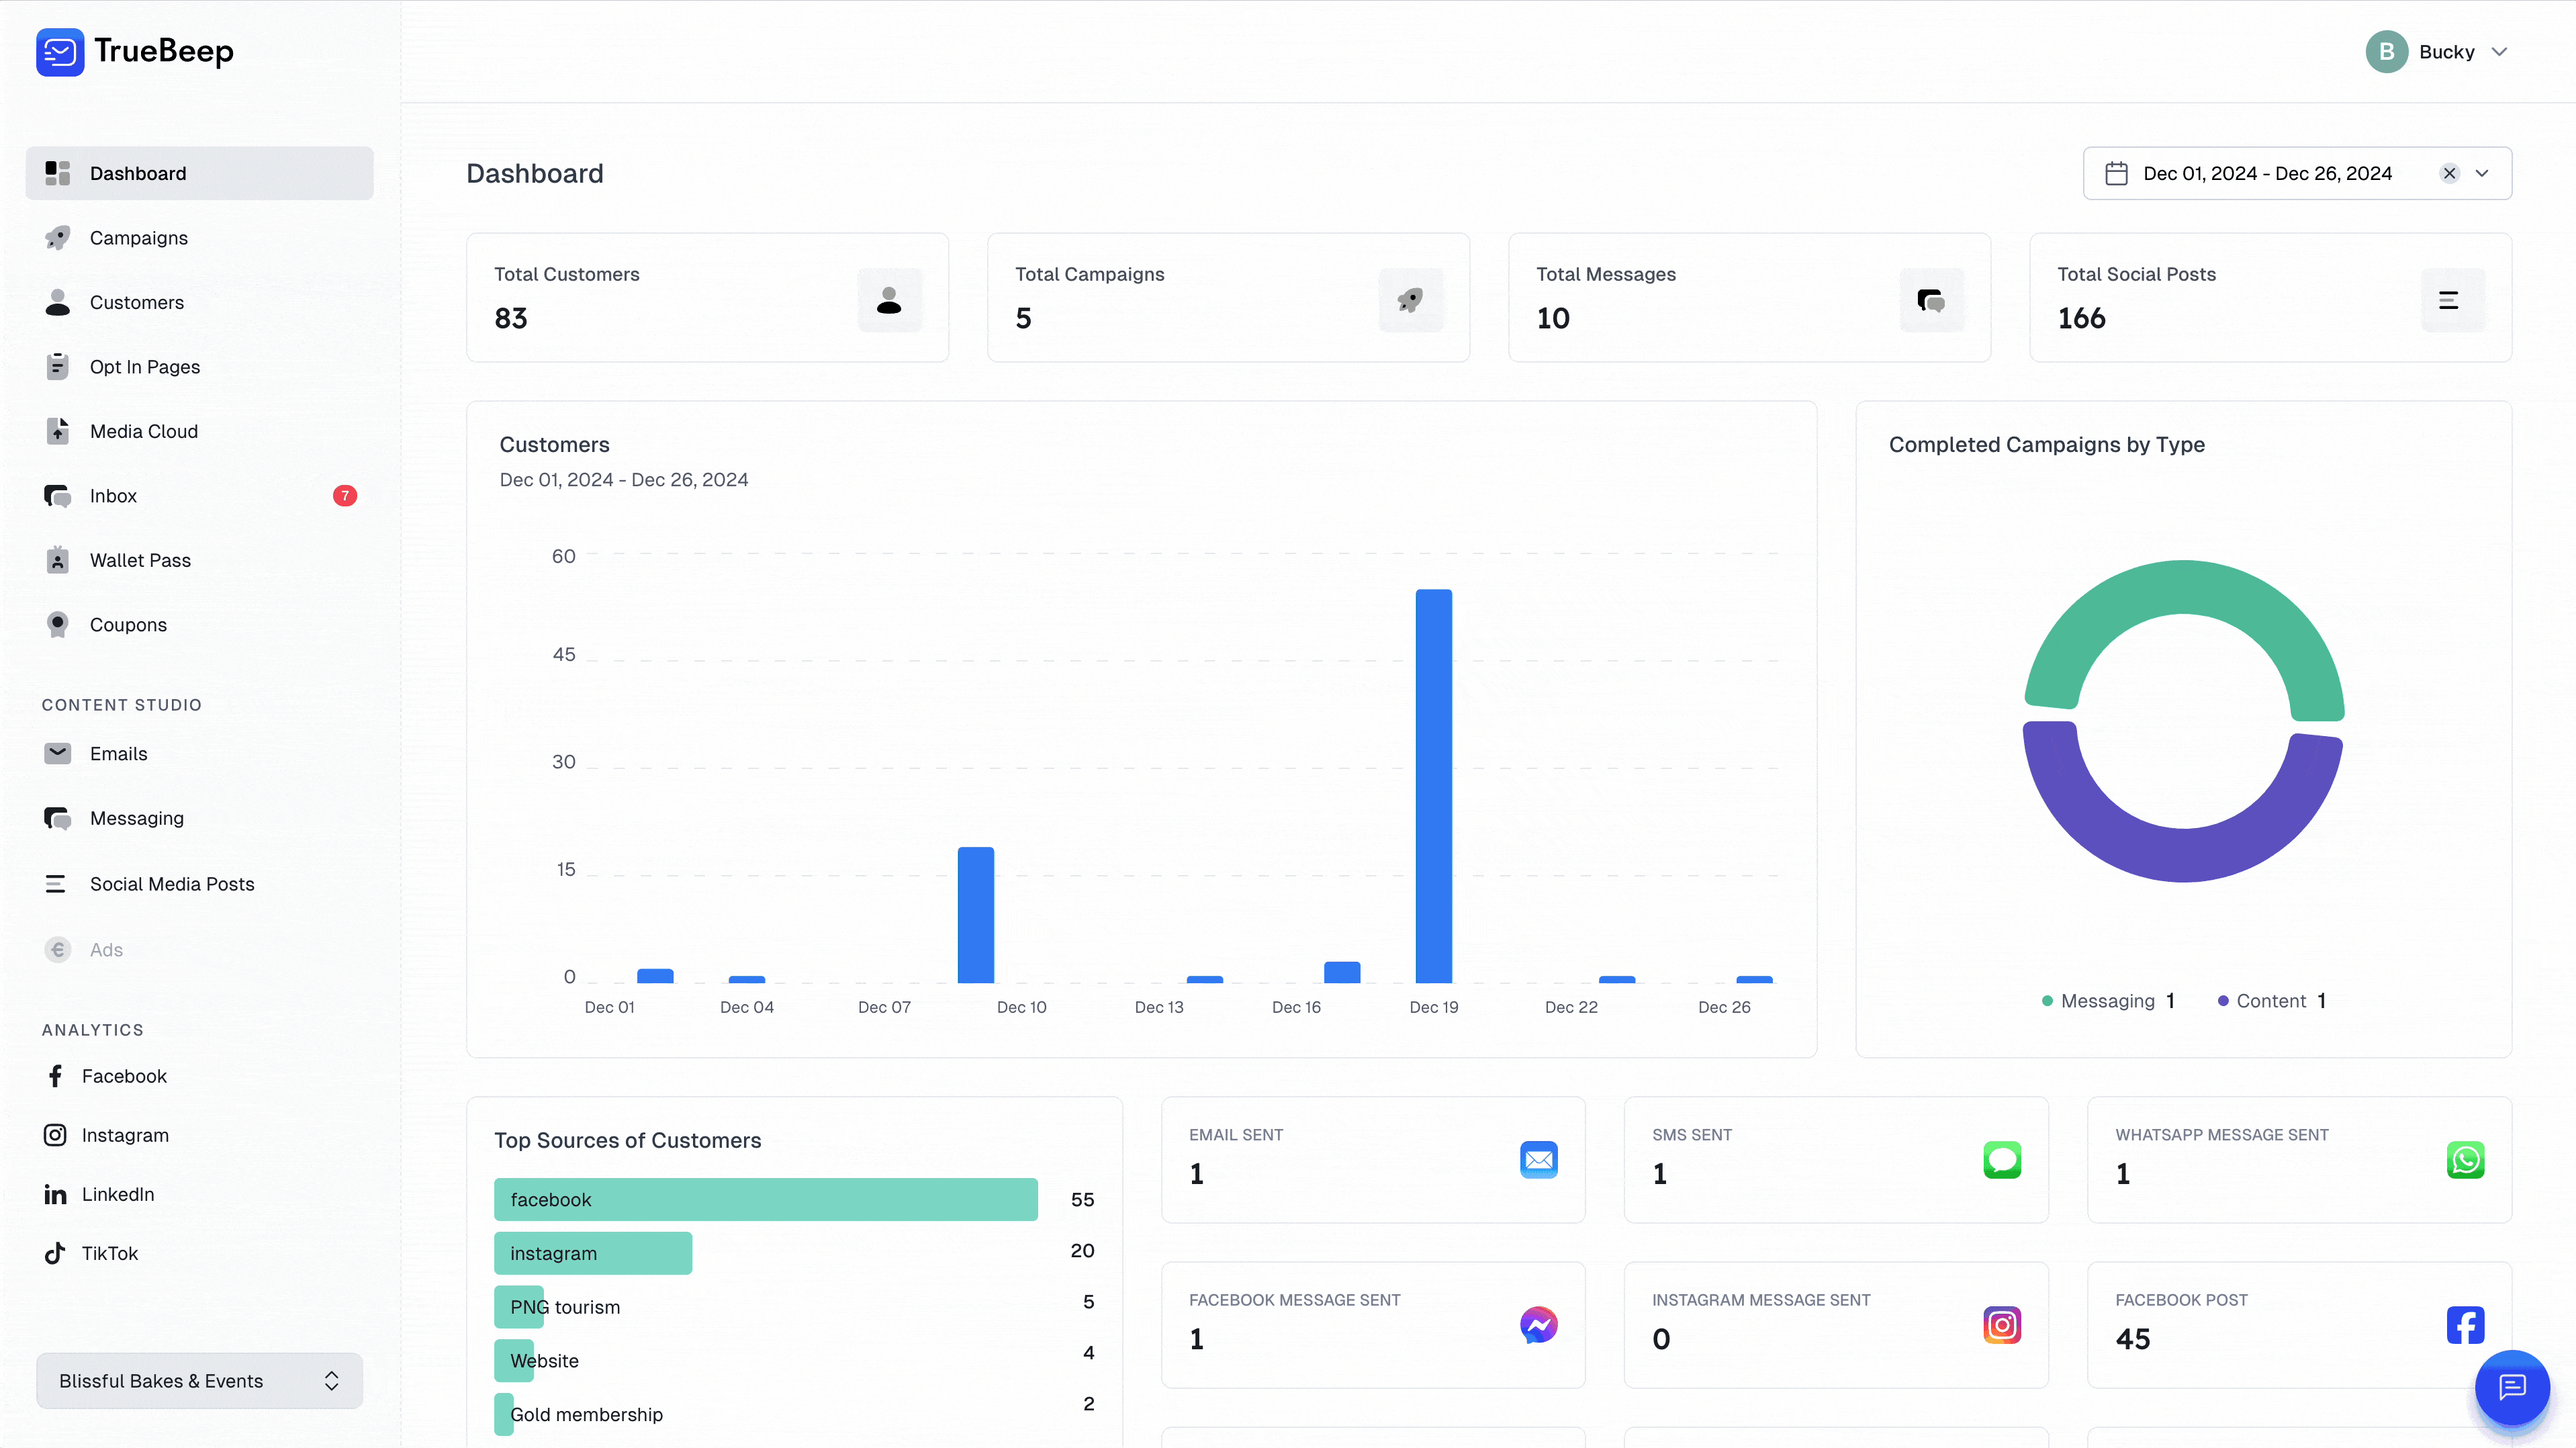 TrueBeep
B Bucky
Dashboard
Campaigns
Customers
Opt In Pages
Media Cloud
Inbox 7
Wallet Pass
Coupons
CONTENT STUDIO
Emails
Messaging
Social Media Posts
Ads
ANALYTICS
Facebook
Instagram
LinkedIn
TikTok
Blissful Bakes & Events
Dashboard
Dec 01, 2024 - Dec 26, 2024
Total Customers
83
Total Campaigns
5
Total Messages
10
Total Social Posts
166
Customers
Dec 01, 2024 - Dec 26, 2024
60
45
30
15
0
Dec 01 Dec 04 Dec 07 Dec 10 Dec 13 Dec 16 Dec 19 Dec 22 Dec 26
Completed Campaigns by Type
Messaging 1 Content 1
Top Sources of Customers
facebook 55
instagram 20
PNG tourism 5
Website 4
Gold membership 2
EMAIL SENT
1
SMS SENT
1
WHATSAPP MESSAGE SENT
1
FACEBOOK MESSAGE SENT
1
INSTAGRAM MESSAGE SENT
0
FACEBOOK POST
45